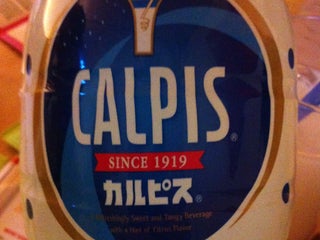 CALPIS®
SINCE 1919
カルピス®
Refreshingly Sweet and Tangy Beverage
with a Hint of Citrus Flavor